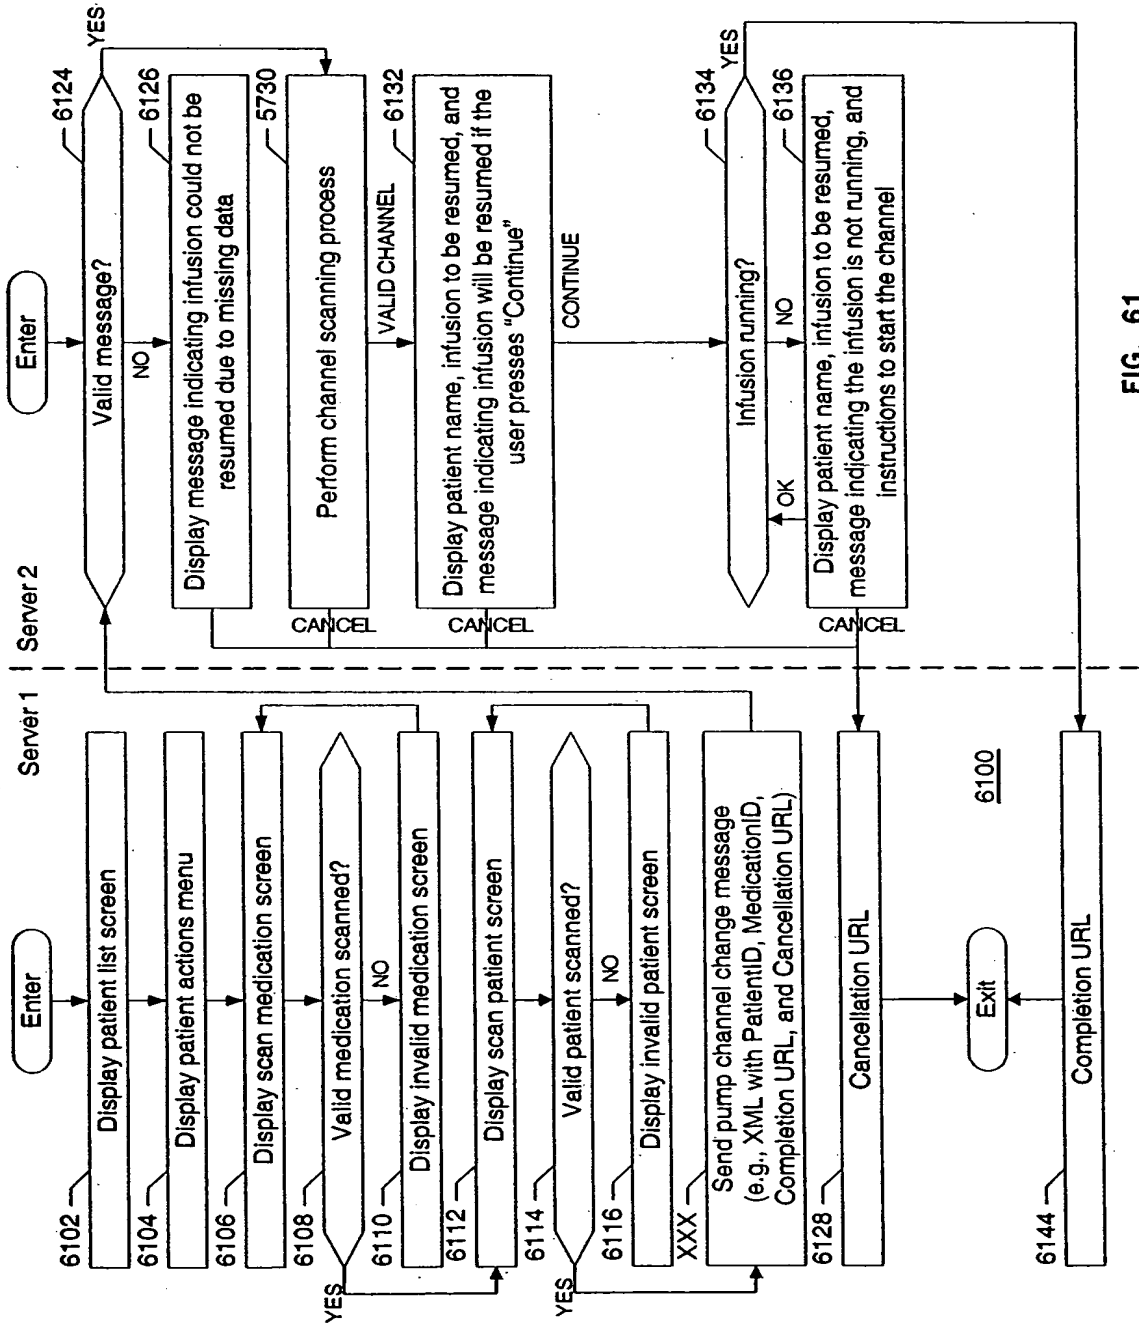 Server 1
Server 2
Enter
6102
Display patient list screen
6104
Display patient actions menu
6106
Display scan medication screen
6108
Valid medication scanned?
YES
NO
6110
Display invalid medication screen
6112
Display scan patient screen
6114
Valid patient scanned?
YES
NO
6116
Display invalid patient screen
XXX
Send pump channel change message
(e.g., XML with PatientID, MedicationID,
Completion URL, and Cancellation URL)
6128
Cancellation URL
Exit
6100
6144
Completion URL
Enter
6124
Valid message?
YES
NO
6126
Display message indicating infusion could not be
resumed due to missing data
5730
Perform channel scanning process
CANCEL
VALID CHANNEL
6132
Display patient name, infusion to be resumed, and
message indicating infusion will be resumed if the
user presses "Continue"
CANCEL
CONTINUE
6134
Infusion running?
YES
NO
OK
6136
Display patient name, infusion to be resumed,
message indicating the infusion is not running, and
instructions to start the channel
CANCEL
FIG. 61